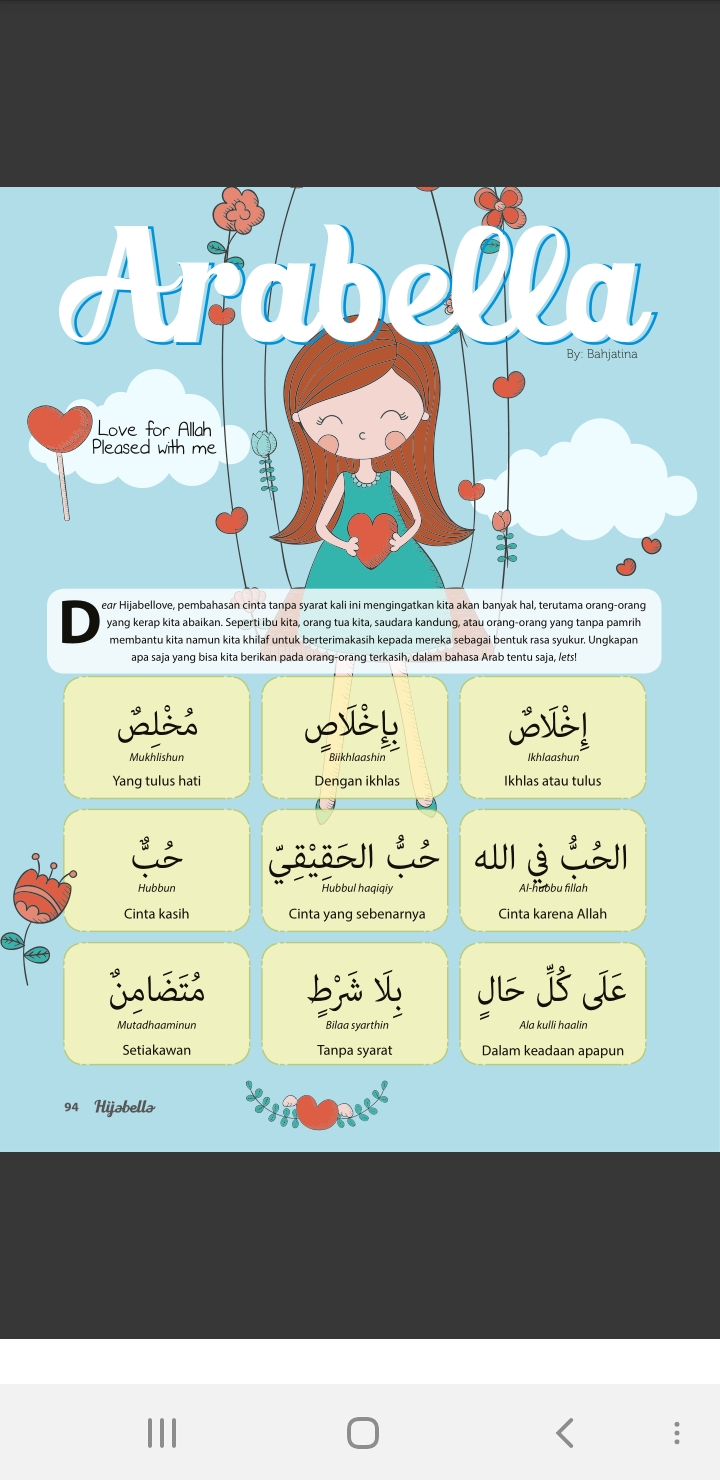 Arabella
By: Bahjatina
Love for Allah
Pleased with me
Dear Hijabellove, pembahasan cinta tanpa syarat kali ini mengingatkan kita akan banyak hal, terutama orang-orang
yang kerap kita abaikan. Seperti ibu kita, orang tua kita, saudara kandung, atau orang-orang yang tanpa pamrih
membantu kita namun kita khilaf untuk berterimakasih kepada mereka sebagai bentuk rasa syukur. Ungkapan
apa saja yang bisa kita berikan pada orang-orang terkasih, dalam bahasa Arab tentu saja, lets!
مُخْلِصٌ
Mukhlishun
Yang tulus hati
بِإِخْلَاصٍ
Biikhlaashin
Dengan ikhlas
إِخْلَاصٌ
Ikhlaashun
Ikhlas atau tulus
حُبٌّ
Hubbun
Cinta kasih
حُبُّ الحَقِيْقِيّ
Hubbul haqiqiy
Cinta yang sebenarnya
الحُبُّ فِي الله
Al-hubbu fillah
Cinta karena Allah
مُتَضَامِنٌ
Mutadhaaminun
Setiakawan
بِلَا شَرْطٍ
Bilaa syarthin
Tanpa syarat
عَلَى كُلِّ حَالٍ
Ala kulli haalin
Dalam keadaan apapun
94 Hijabella